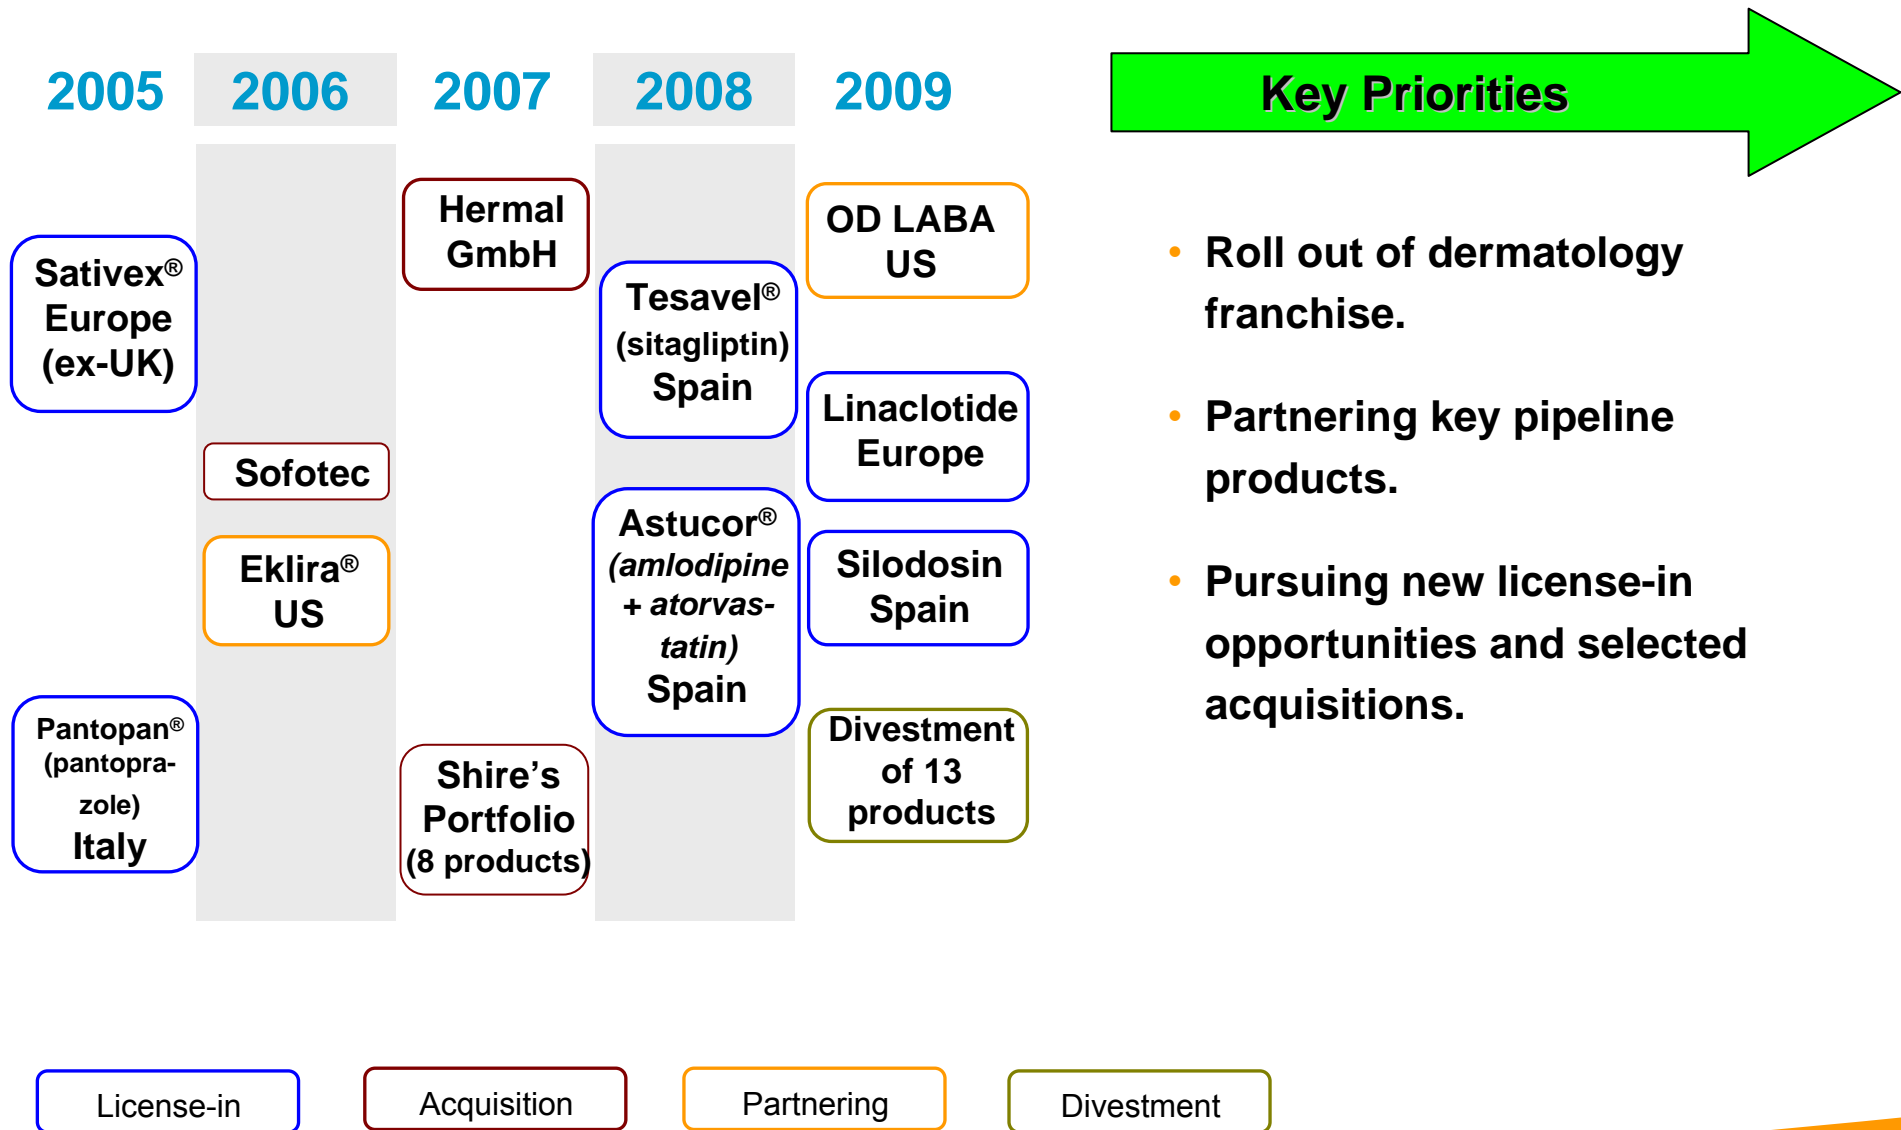 2005
2006
2007
2008
2009
Key Priorities
Sativex®
Europe
(ex-UK)
Pantopan®
(pantopra-
zole)
Italy
Sofotec
Eklira®
US
Hermal
GmbH
Shire’s
Portfolio
(8 products)
Tesavel®
(sitagliptin)
Spain
Astucor®
(amlodipine
+ atorvas-
tatin)
Spain
OD LABA
US
Linaclotide
Europe
Silodosin
Spain
Divestment
of 13
products
• Roll out of dermatology
franchise.
• Partnering key pipeline
products.
• Pursuing new license-in
opportunities and selected
acquisitions.
License-in
Acquisition
Partnering
Divestment